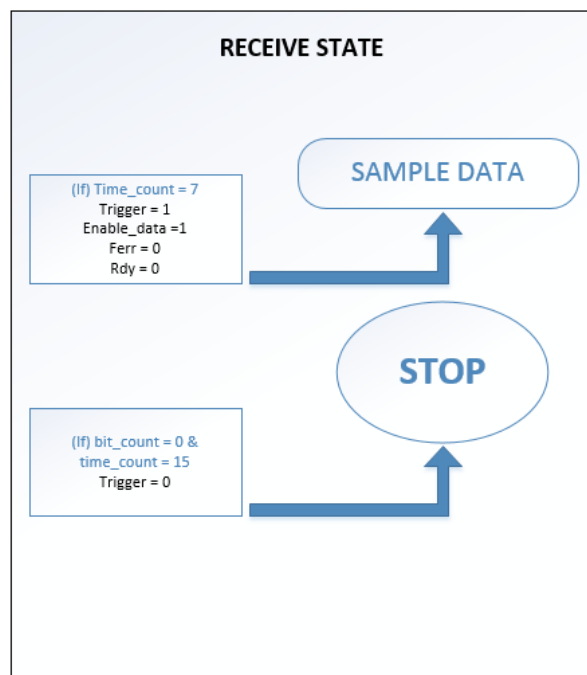 RECEIVE STATE
SAMPLE DATA
(If) Time_count = 7
Trigger = 1
Enable_data =1
Ferr = 0
Rdy = 0
STOP
(If) bit_count = 0 &
time_count = 15
Trigger = 0